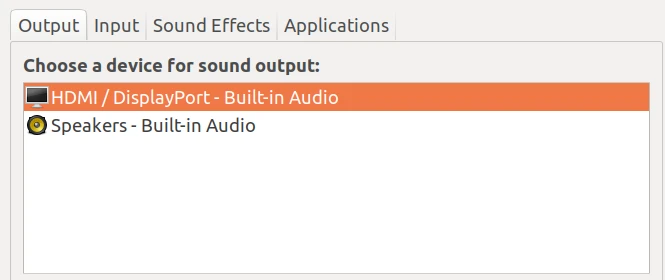 Output Input Sound Effects Applications
Choose a device for sound output:
HDMI / DisplayPort - Built-in Audio
Speakers - Built-in Audio